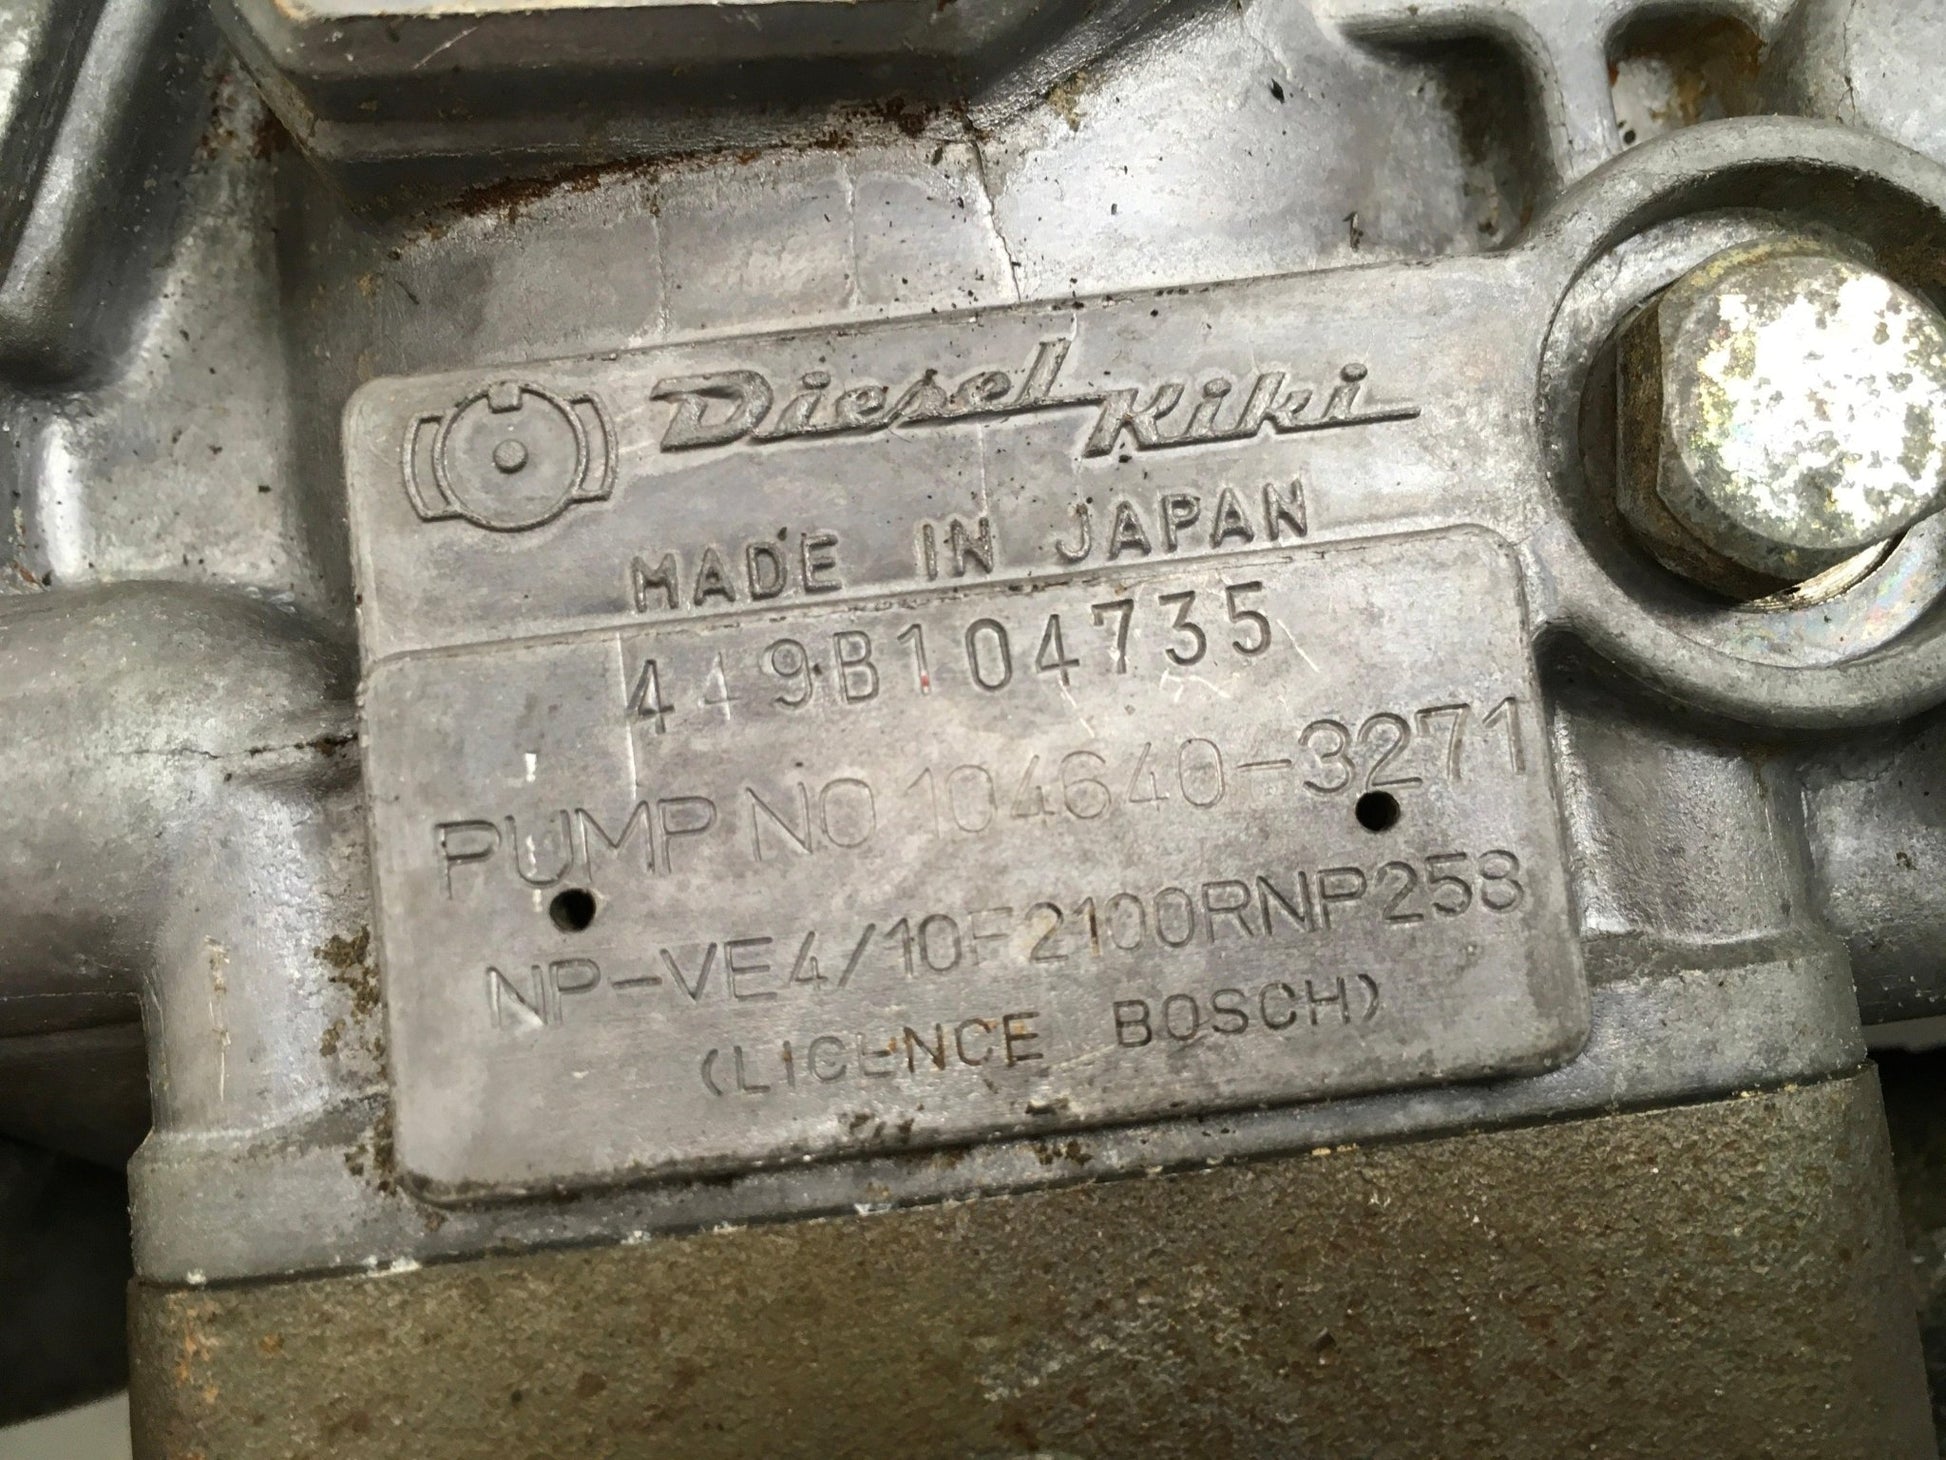 Diesel Kiki
MADE IN JAPAN
449B104735
PUMP NO 104640-3271
NP-VE4/10F2100RNP258
(LICENCE BOSCH)